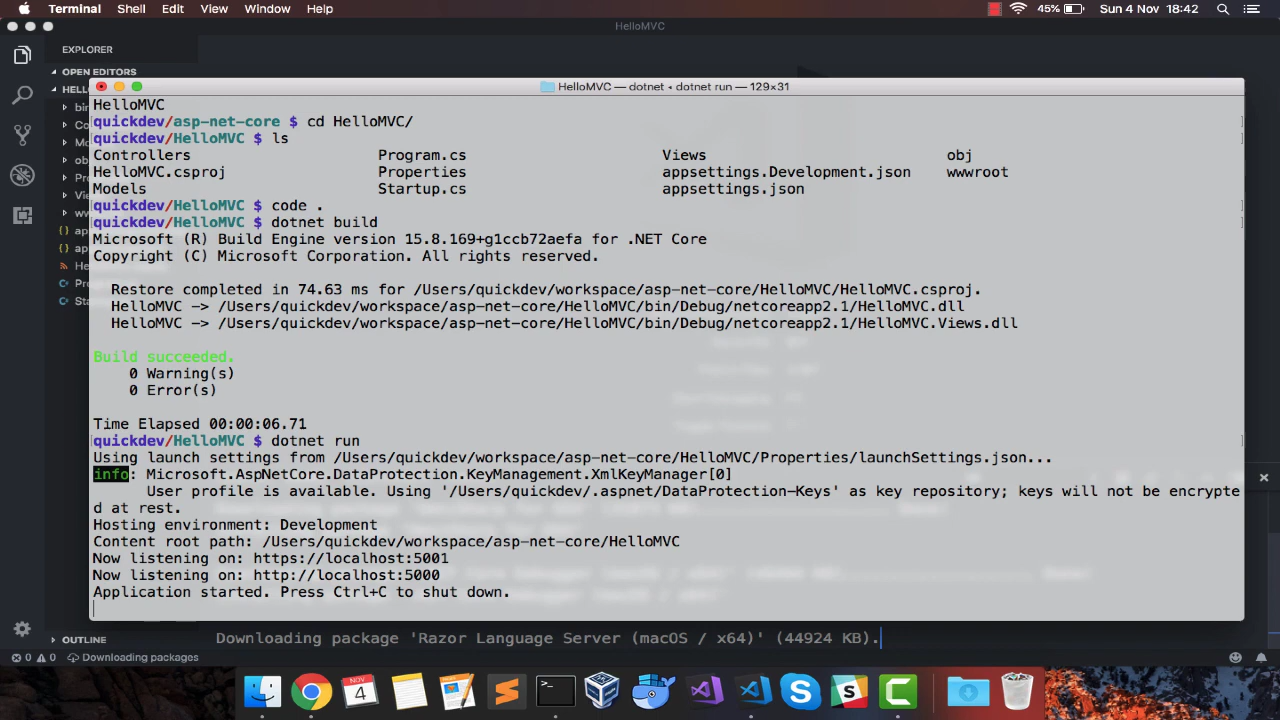 Terminal Shell Edit View Window Help 45% Sun 4 Nov 18:42
HelloMVC
EXPLORER
OPEN EDITORS
HelloMVC — dotnet ◂ dotnet run — 129×31
HelloMVC
quickdev/asp-net-core $ cd HelloMVC/
quickdev/HelloMVC $ ls
Controllers Program.cs Views obj
HelloMVC.csproj Properties appsettings.Development.json wwwroot
Models Startup.cs appsettings.json
quickdev/HelloMVC $ code .
quickdev/HelloMVC $ dotnet build
Microsoft (R) Build Engine version 15.8.169+g1ccb72aefa for .NET Core
Copyright (C) Microsoft Corporation. All rights reserved.
Restore completed in 74.63 ms for /Users/quickdev/workspace/asp-net-core/HelloMVC/HelloMVC.csproj.
HelloMVC -> /Users/quickdev/workspace/asp-net-core/HelloMVC/bin/Debug/netcoreapp2.1/HelloMVC.dll
HelloMVC -> /Users/quickdev/workspace/asp-net-core/HelloMVC/bin/Debug/netcoreapp2.1/HelloMVC.Views.dll
Build succeeded.
0 Warning(s)
0 Error(s)
Time Elapsed 00:00:06.71
quickdev/HelloMVC $ dotnet run
Using launch settings from /Users/quickdev/workspace/asp-net-core/HelloMVC/Properties/launchSettings.json...
info: Microsoft.AspNetCore.DataProtection.KeyManagement.XmlKeyManager[0]
User profile is available. Using '/Users/quickdev/.aspnet/DataProtection-Keys' as key repository; keys will not be encrypte
d at rest.
Hosting environment: Development
Content root path: /Users/quickdev/workspace/asp-net-core/HelloMVC
Now listening on: https://localhost:5001
Now listening on: http://localhost:5000
Application started. Press Ctrl+C to shut down.
OUTLINE
Downloading package 'Razor Language Server (macOS / x64)' (44924 KB).
0 0 Downloading packages
NOV
4